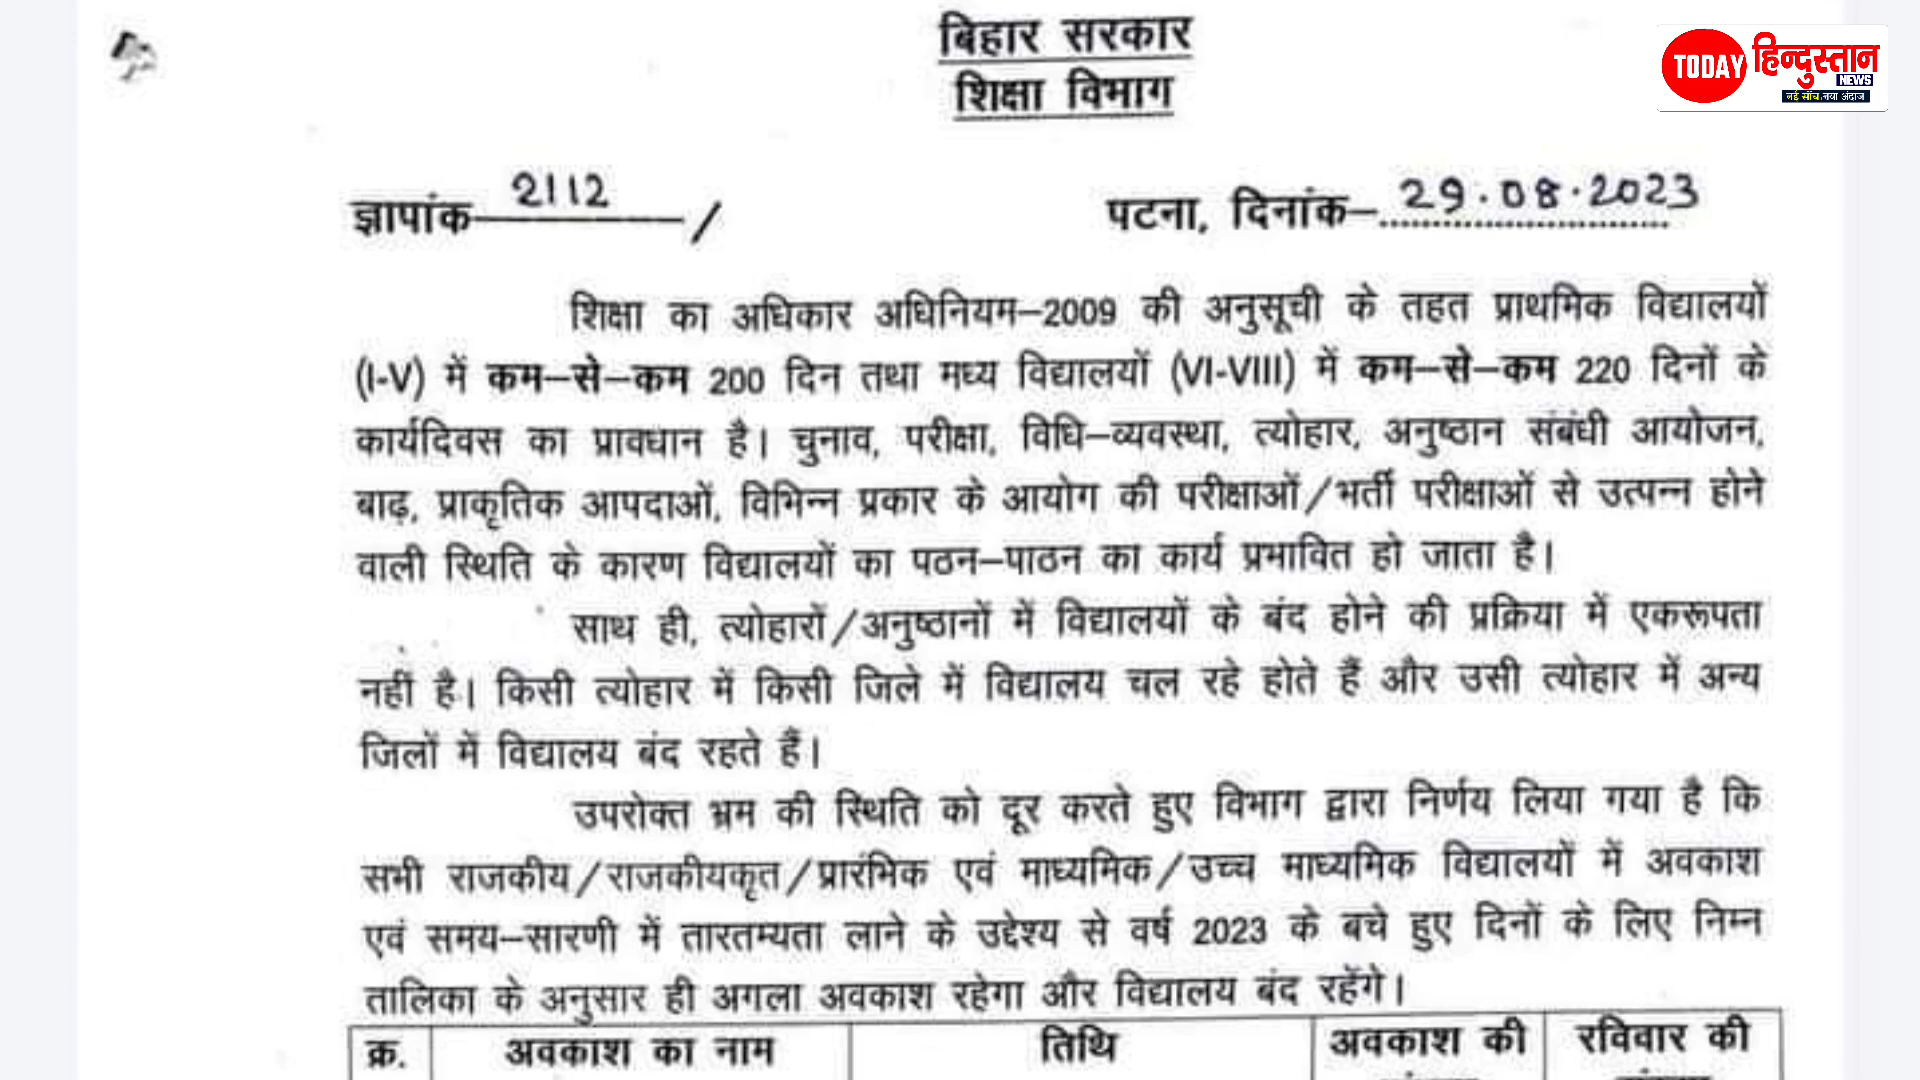 बिहार सरकार
शिक्षा विभाग
TODAY हिन्दुस्तान
NEWS
नई सोच, नया अंदाज
ज्ञापांक— 2112 /
पटना, दिनांक— 29.08.2023
शिक्षा का अधिकार अधिनियम—2009 की अनुसूची के तहत प्राथमिक विद्यालयों
(I-V) में कम—से—कम 200 दिन तथा मध्य विद्यालयों (VI-VIII) में कम—से—कम 220 दिनों के
कार्यदिवस का प्रावधान है। चुनाव, परीक्षा, विधि—व्यवस्था, त्योहार, अनुष्ठान संबंधी आयोजन,
बाढ़, प्राकृतिक आपदाओं, विभिन्न प्रकार के आयोग की परीक्षाओं/भर्ती परीक्षाओं से उत्पन्न होने
वाली स्थिति के कारण विद्यालयों का पठन—पाठन का कार्य प्रभावित हो जाता है।
साथ ही, त्योहारों/अनुष्ठानों में विद्यालयों के बंद होने की प्रक्रिया में एकरूपता
नहीं है। किसी त्योहार में किसी जिले में विद्यालय चल रहे होते हैं और उसी त्योहार में अन्य
जिलों में विद्यालय बंद रहते हैं।
उपरोक्त भ्रम की स्थिति को दूर करते हुए विभाग द्वारा निर्णय लिया गया है कि
सभी राजकीय/राजकीयकृत/प्रारंभिक एवं माध्यमिक/उच्च माध्यमिक विद्यालयों में अवकाश
एवं समय—सारणी में तारतम्यता लाने के उद्देश्य से वर्ष 2023 के बचे हुए दिनों के लिए निम्न
तालिका के अनुसार ही अगला अवकाश रहेगा और विद्यालय बंद रहेंगे।
क्र. अवकाश का नाम तिथि अवकाश की रविवार की